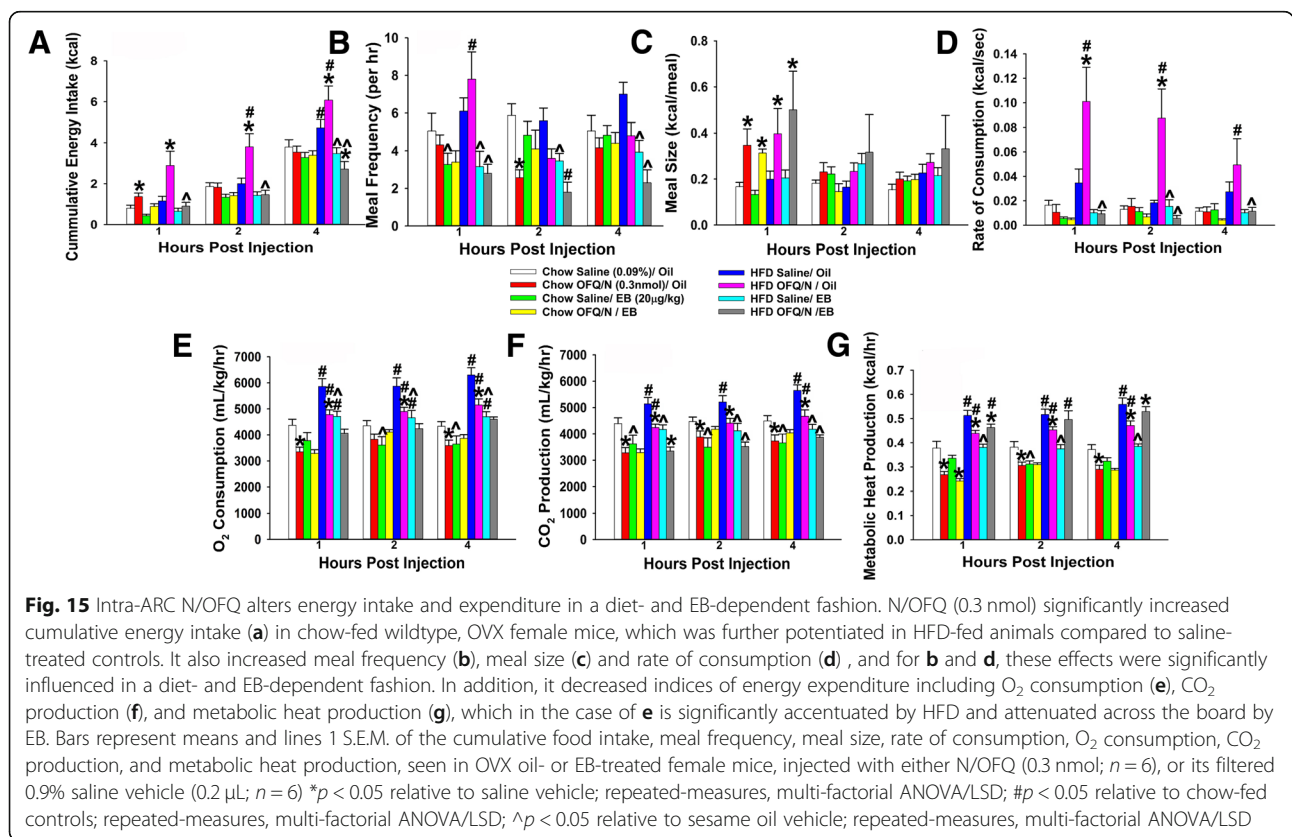 A
B
C
D
Cummulative Energy Intake (kcal)
8
6
4
2
0
1 2 4
Hours Post Injection
* * # * # # * ^ ^ ^ ^ *
Meal Frequency (per hr)
10
8
6
4
2
0
1 2 4
Hours Post Injection
^ # ^ ^ * ^ # ^ ^
Meal Size (kcal/meal)
0.8
0.6
0.4
0.2
0.0
1 2 4
Hours Post Injection
* * * *
Rate of Consumption (kcal/sec)
0.14
0.12
0.10
0.08
0.06
0.04
0.02
0.00
1 2 4
Hours Post Injection
# * ^ # * ^ ^ # ^
Chow Saline (0.09%)/ Oil
Chow OFQ/N (0.3nmol)/ Oil
Chow Saline/ EB (20µg/kg)
Chow OFQ/N / EB
HFD Saline/ Oil
HFD OFQ/N / Oil
HFD Saline/ EB
HFD OFQ/N /EB
E
F
G
O2 Consumption (mL/kg/hr)
7000
6000
5000
4000
3000
2000
1000
0
1 2 4
Hours Post Injection
* # # * ^ # ^ # # * ^ # * ^ # # * ^ #
CO2 Production (mL/kg/hr)
7000
6000
5000
4000
3000
2000
1000
0
1 2 4
Hours Post Injection
* ^ # # * ^ * * ^ # * ^ ^ * ^ # # * ^ ^
Metabolic Heat Production (kcal/hr)
0.8
0.7
0.6
0.5
0.4
0.3
0.2
0.1
0.0
1 2 4
Hours Post Injection
* * # # * ^ # * * ^ # # * ^ # * * # # * ^ *
Fig. 15 Intra-ARC N/OFQ alters energy intake and expenditure in a diet- and EB-dependent fashion. N/OFQ (0.3 nmol) significantly increased
cumulative energy intake (a) in chow-fed wildtype, OVX female mice, which was further potentiated in HFD-fed animals compared to saline-
treated controls. It also increased meal frequency (b), meal size (c) and rate of consumption (d) , and for b and d, these effects were significantly
influenced in a diet- and EB-dependent fashion. In addition, it decreased indices of energy expenditure including O2 consumption (e), CO2
production (f), and metabolic heat production (g), which in the case of e is significantly accentuated by HFD and attenuated across the board by
EB. Bars represent means and lines 1 S.E.M. of the cumulative food intake, meal frequency, meal size, rate of consumption, O2 consumption, CO2
production, and metabolic heat production, seen in OVX oil- or EB-treated female mice, injected with either N/OFQ (0.3 nmol; n = 6), or its filtered
0.9% saline vehicle (0.2 µL; n = 6) *p < 0.05 relative to saline vehicle; repeated-measures, multi-factorial ANOVA/LSD; #p < 0.05 relative to chow-fed
controls; repeated-measures, multi-factorial ANOVA/LSD; ^p < 0.05 relative to sesame oil vehicle; repeated-measures, multi-factorial ANOVA/LSD